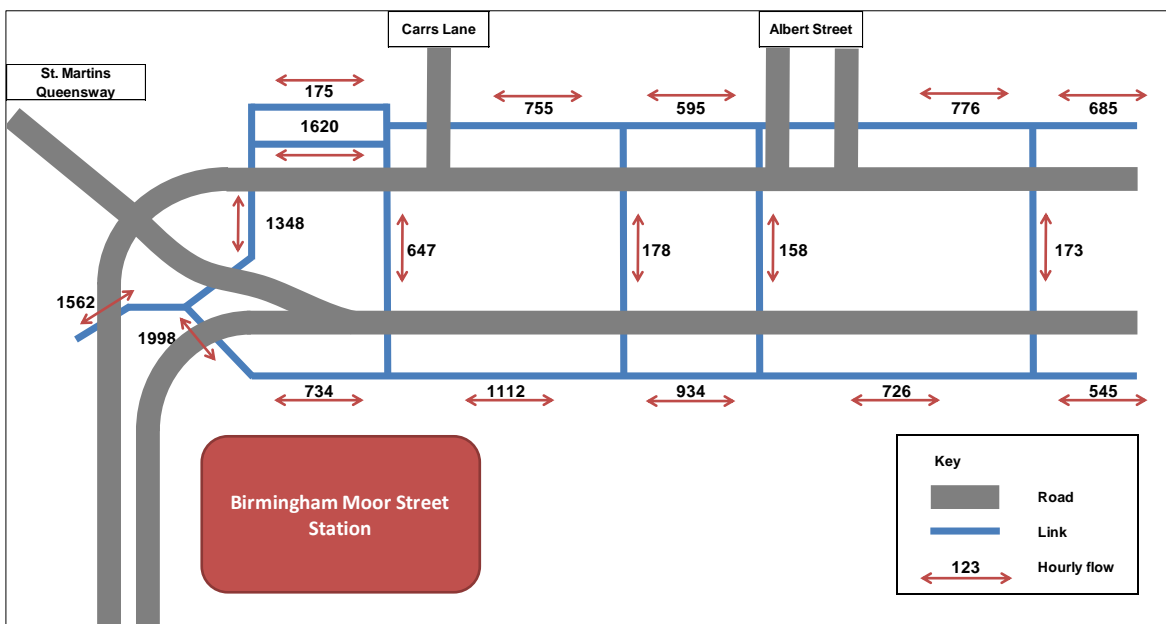 Carrs Lane
Albert Street
St. Martins
Queensway
175
755
595
776
685
1620
1348
647
178
158
173
1562
1998
734
1112
934
726
545
Key
Road
Link
123
Hourly flow
Birmingham Moor Street
Station